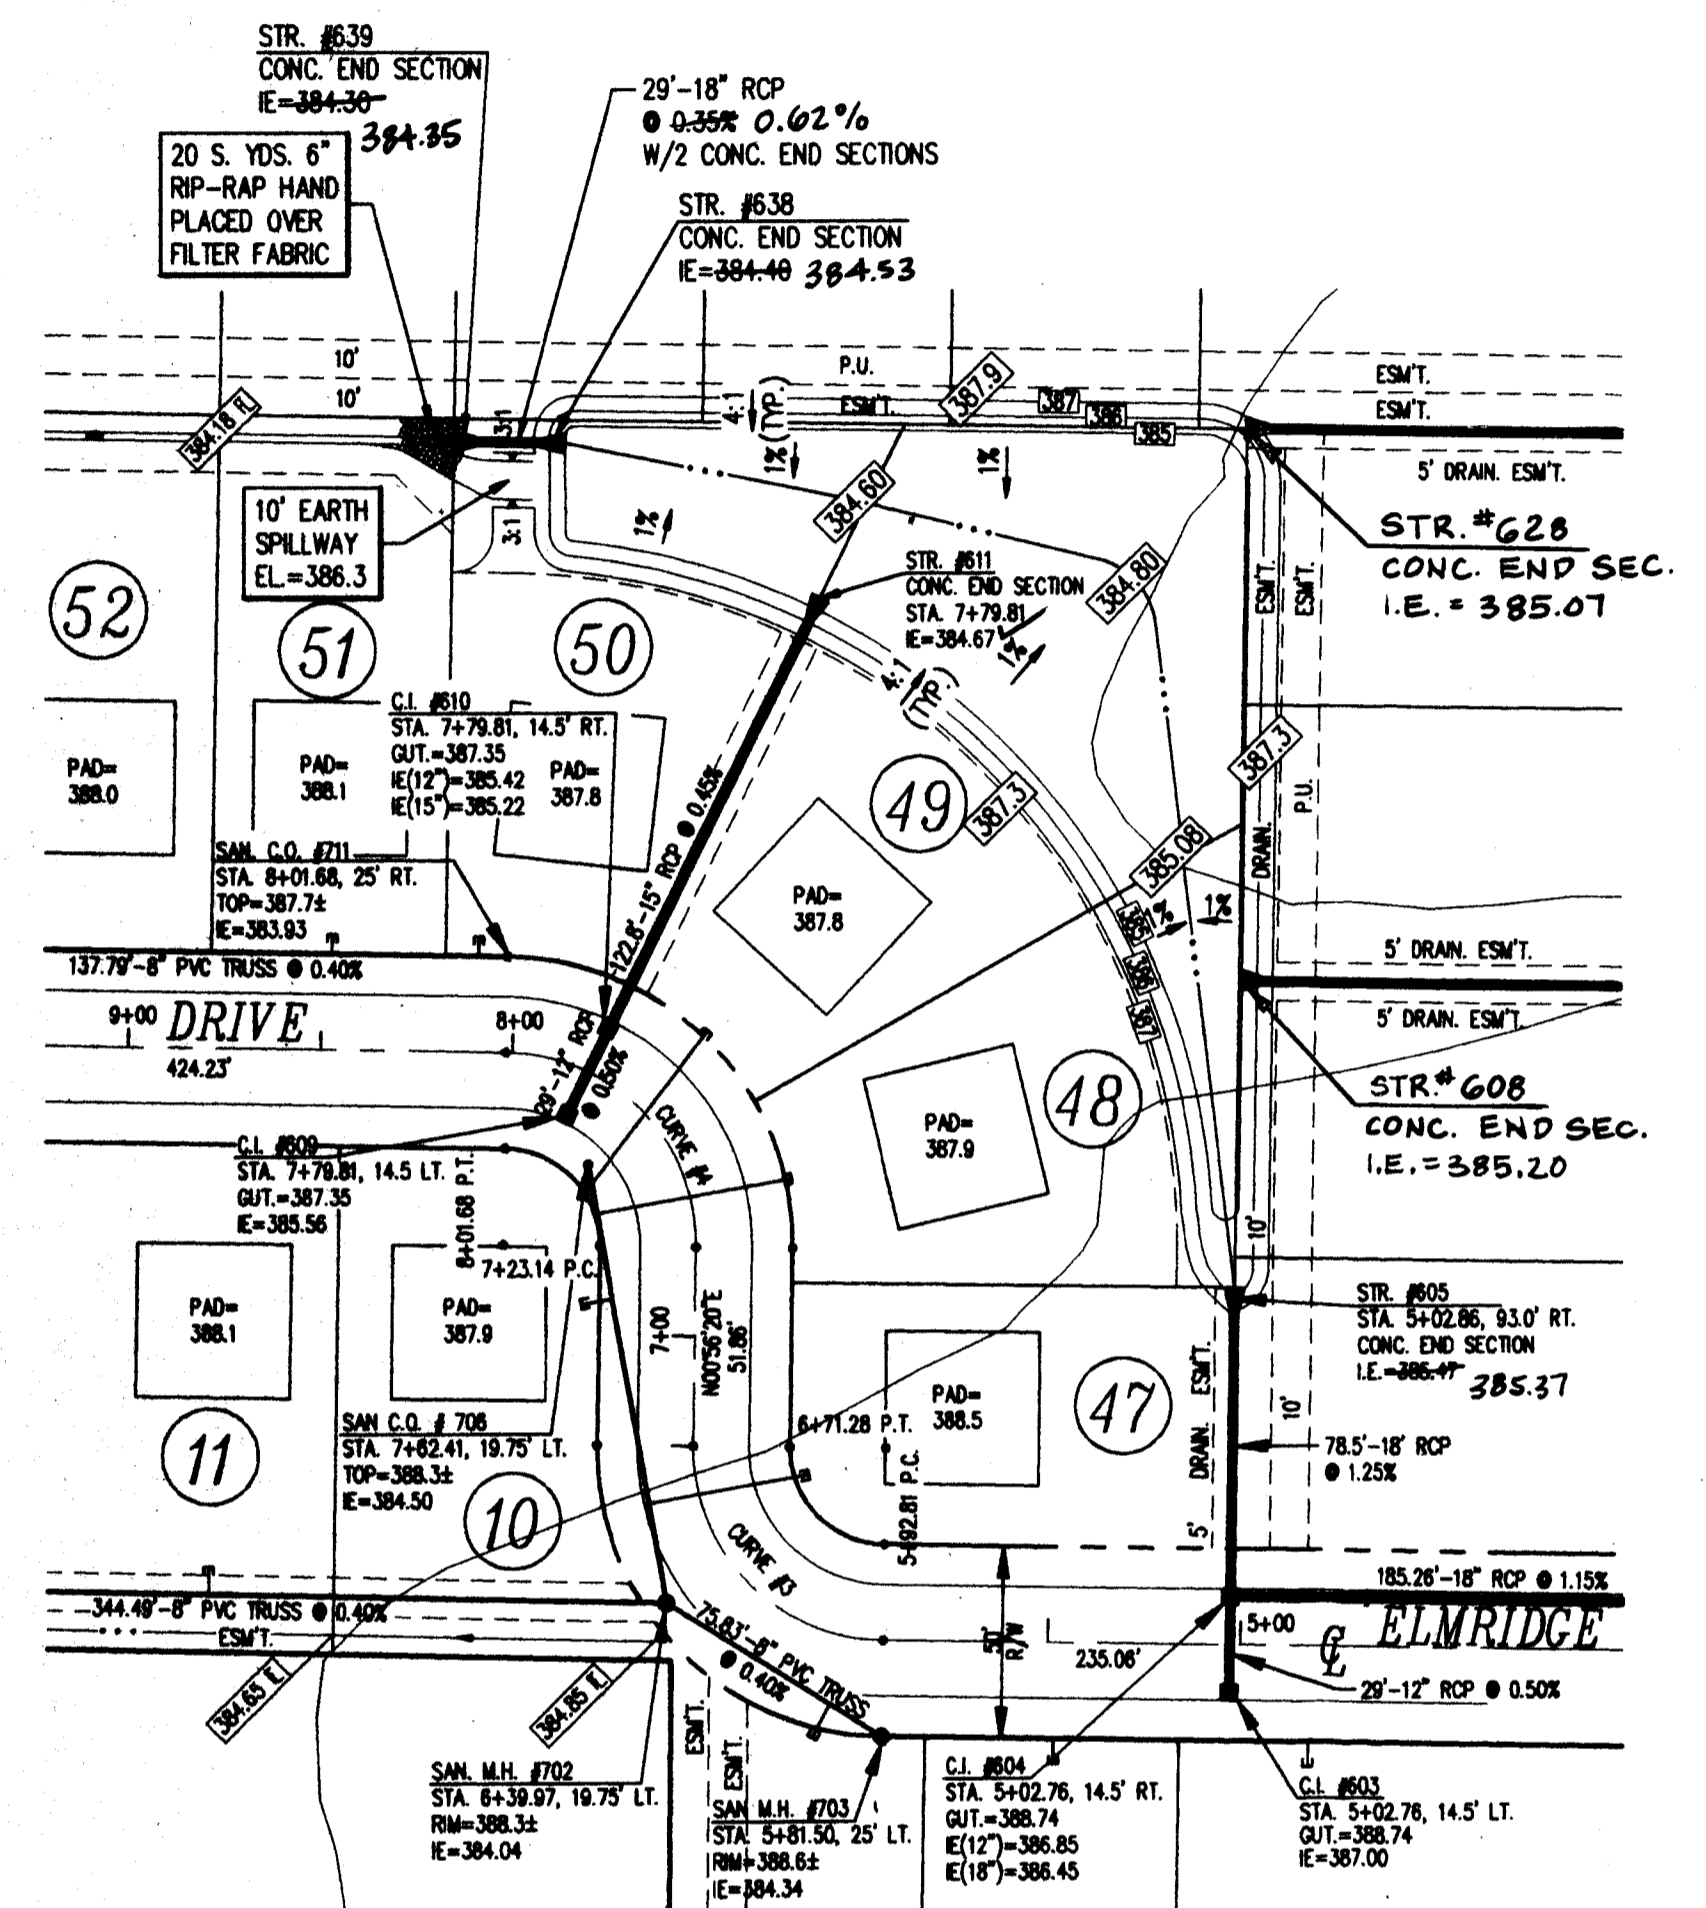 STR. #639
CONC. END SECTION
IE=384.30
384.35
29'-18" RCP
@ 0.35% 0.62%
W/2 CONC. END SECTIONS
20 S. YDS. 6"
RIP-RAP HAND
PLACED OVER
FILTER FABRIC
STR. #638
CONC. END SECTION
IE=384.40 384.53
10'
10'
P.U.
ESM'T.
ESM'T.
ESM'T.
384.18
3:1
4:1
(TYP.)
387.9
387
386
385
1%
1%
5' DRAIN. ESM'T.
10' EARTH
SPILLWAY
EL.=386.3
3:1
1%
384.60
STR. #628
CONC. END SEC.
I.E. = 385.07
STR. #611
CONC. END SECTION
STA. 7+79.81
IE=384.67
1%
384.80
ESM'T.
ESM'T.
52
51
50
4:1
(TYP.)
C.I. #610
STA. 7+79.81, 14.5' RT.
GUT.=387.35
IE(12")=385.42
IE(15")=385.22
PAD=
388.0
PAD=
388.1
PAD=
387.8
49
387.3
387.3
P.U.
DRAIN.
385.08
SAN. C.O. #711
STA. 8+01.68, 25' RT.
TOP=387.7±
IE=383.93
122.8'-15" RCP @ 0.45%
PAD=
387.8
385
386
387
1%
1%
5' DRAIN. ESM'T.
137.79'-8" PVC TRUSS @ 0.40%
9+00
DRIVE
8+00
424.23'
29'-12" RCP
@ 0.50%
5' DRAIN. ESM'T.
CURVE #4
48
PAD=
387.9
STR.# 608
CONC. END SEC.
I.E.=385.20
C.I. #609
STA. 7+79.81, 14.5 LT.
GUT.=387.35
IE=385.56
8+01.68 P.T.
7+23.14 P.C.
10'
PAD=
388.1
PAD=
387.9
7+00
N00°56'20"E
51.86'
STR. #605
STA. 5+02.86, 93.0' RT.
CONC. END SECTION
I.E.=386.47 385.37
PAD=
388.5
47
ESM'T.
DRAIN.
10'
11
SAN C.O. # 706
STA. 7+62.41, 19.75' LT.
TOP=388.3±
IE=384.50
6+71.28 P.T.
5+92.81 P.C.
78.5'-18' RCP
@ 1.25%
10
5'
CURVE #3
185.26'-18" RCP @ 1.15%
344.49'-8" PVC TRUSS @ 0.40%
ESM'T.
75.83'-8" PVC TRUSS
@ 0.40%
50'
R/W
5+00
ELMRIDGE
235.06'
29'-12" RCP @ 0.50%
384.65
384.85
ESM'T.
ESM'T.
SAN. M.H. #702
STA. 6+39.97, 19.75' LT.
RIM=388.3±
IE=384.04
SAN M.H. #703
STA. 5+81.50, 25' LT.
RIM=388.6±
IE=384.34
C.I. #604
STA. 5+02.76, 14.5' RT.
GUT.=388.74
IE(12")=386.85
IE(18")=386.45
C.I. #603
STA. 5+02.76, 14.5' LT.
GUT.=388.74
IE=387.00